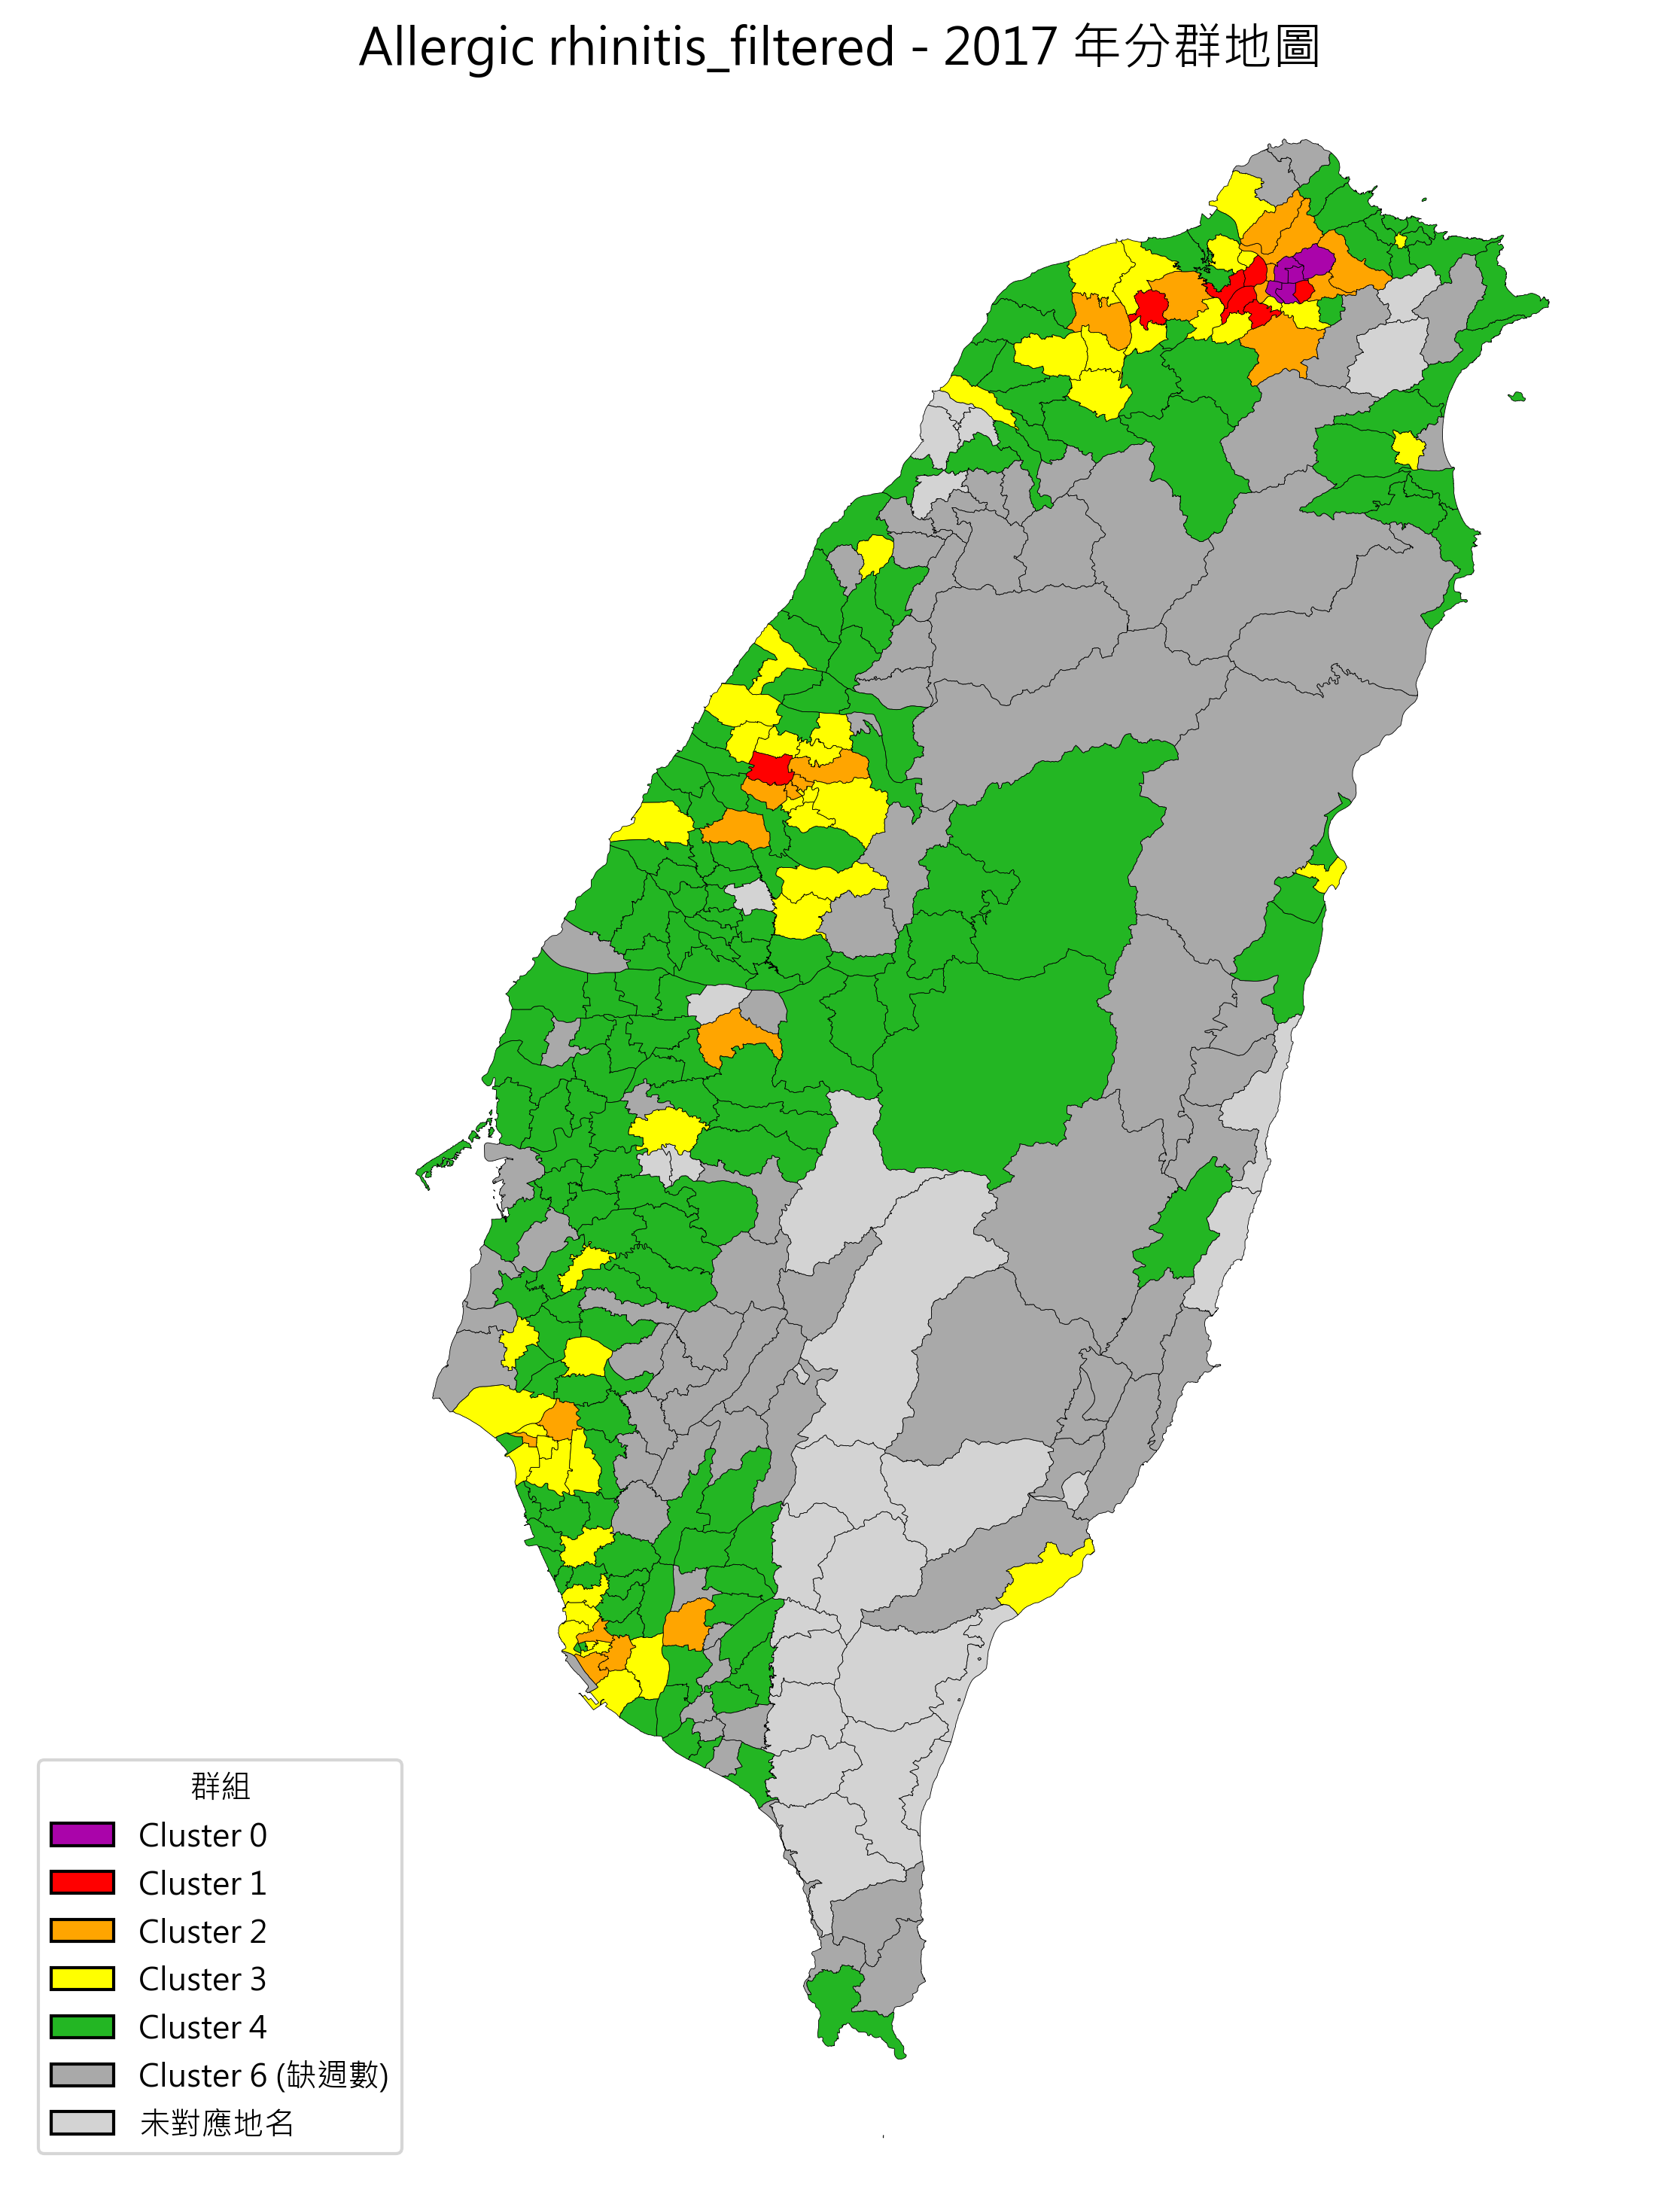 Allergic rhinitis_filtered - 2017 年分群地圖
群組
Cluster 0
Cluster 1
Cluster 2
Cluster 3
Cluster 4
Cluster 6 (缺週數)
未對應地名